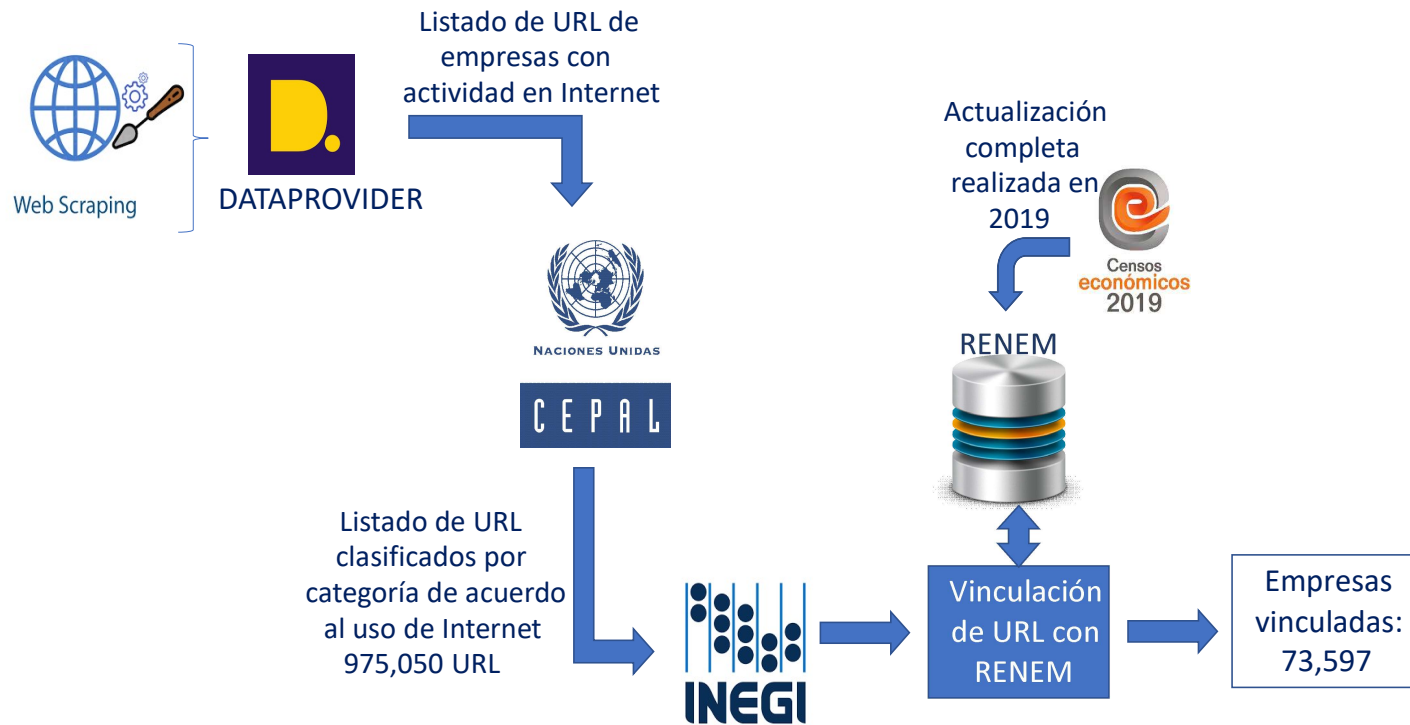 Web Scraping
D.
DATAPROVIDER
Listado de URL de
empresas con
actividad en Internet
NACIONES UNIDAS
CEPAL
Listado de URL
clasificados por
categoría de acuerdo
al uso de Internet
975,050 URL
INEGI
Actualización
completa
realizada en
2019
Censos
económicos
2019
RENEM
Vinculación
de URL con
RENEM
Empresas
vinculadas:
73,597